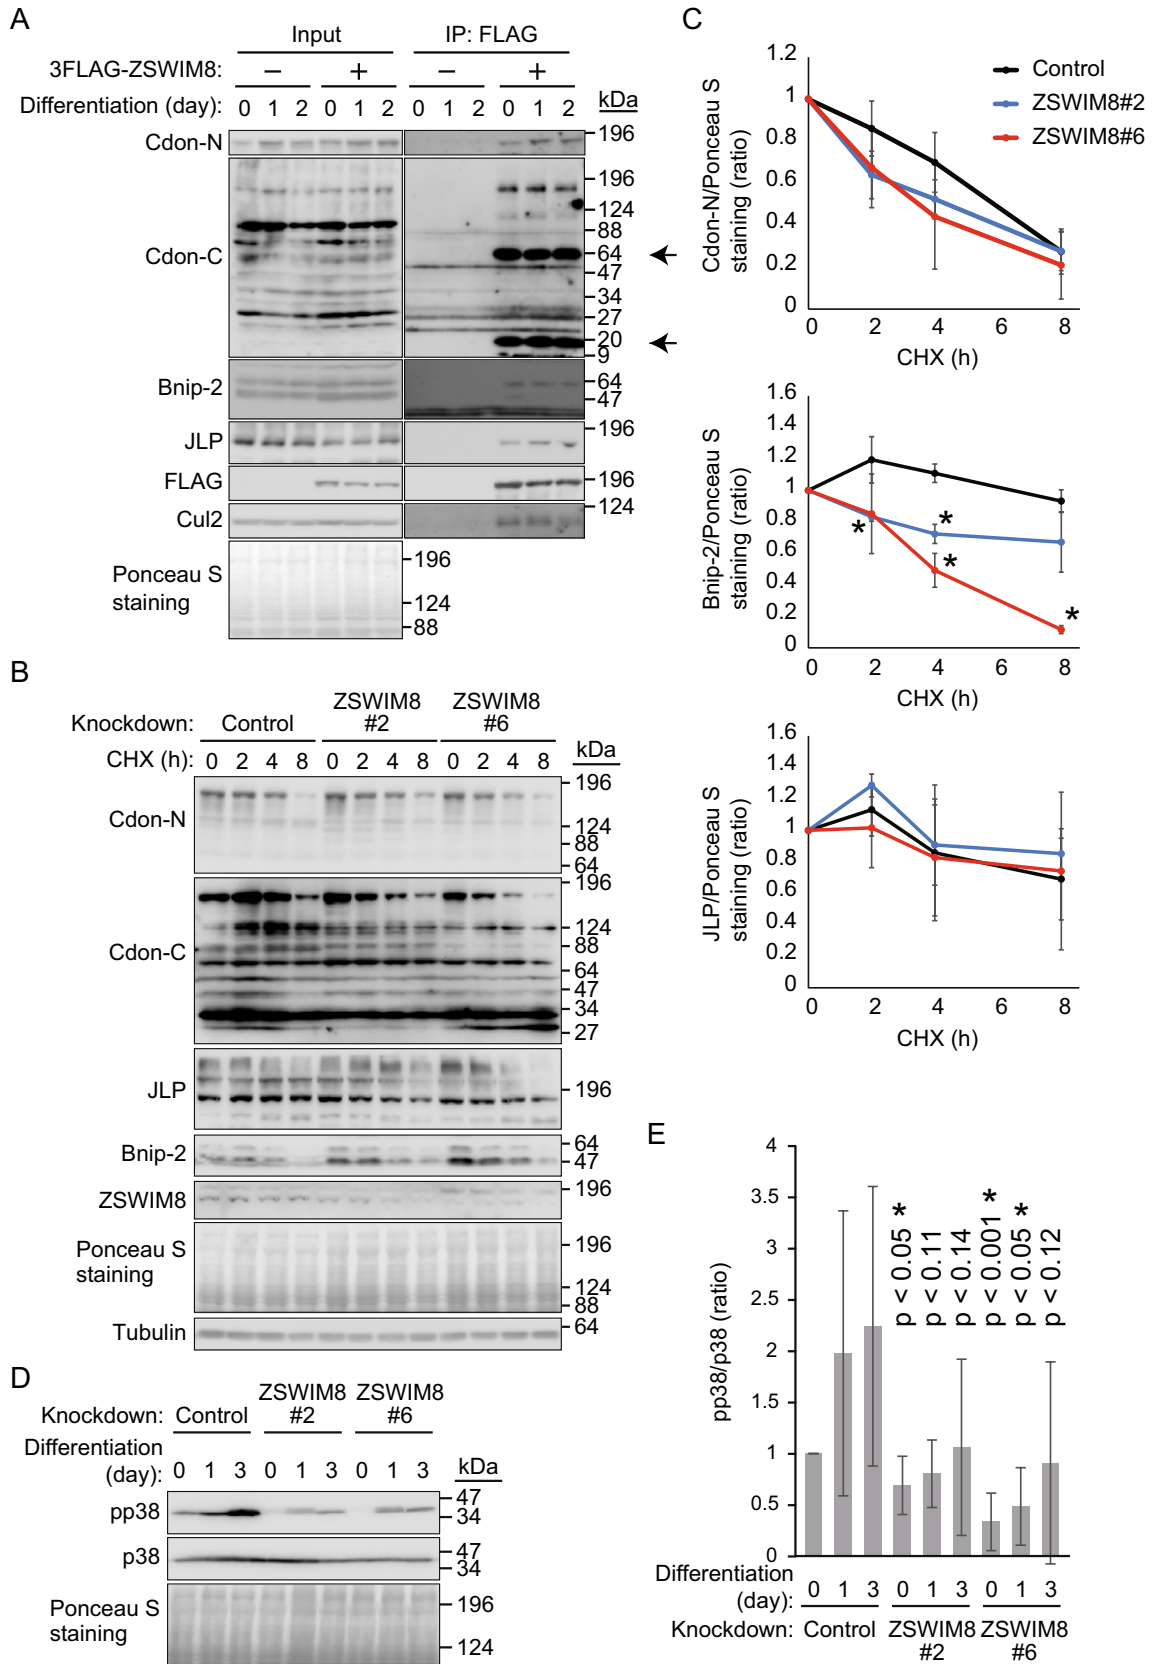 A
Input IP: FLAG
3FLAG-ZSWIM8: − + − +
Differentiation (day): 0 1 2 0 1 2 0 1 2 0 1 2 kDa
Cdon-N 196
Cdon-C
196
124
88
64
47
34
27
20
9
Bnip-2
64
47
JLP 196
FLAG 196
Cul2 124
Ponceau S
staining
196
124
88
B
Knockdown: Control ZSWIM8 #2 ZSWIM8 #6
CHX (h): 0 2 4 8 0 2 4 8 0 2 4 8 kDa
Cdon-N
196
124
88
64
Cdon-C
196
124
88
64
47
34
27
JLP 196
Bnip-2
64
47
ZSWIM8 196
Ponceau S
staining
196
124
88
Tubulin 64
C
Control
ZSWIM8#2
ZSWIM8#6
Cdon-N/Ponceau S
staining (ratio)
1.2
1
0.8
0.6
0.4
0.2
0
0 2 4 6 8
CHX (h)
Bnip-2/Ponceau S
staining (ratio)
1.6
1.4
1.2
1
0.8
0.6
0.4
0.2
0
* * * *
0 2 4 6 8
CHX (h)
JLP/Ponceau S
staining (ratio)
1.6
1.4
1.2
1
0.8
0.6
0.4
0.2
0
0 2 4 6 8
CHX (h)
D
Knockdown: Control ZSWIM8 #2 ZSWIM8 #6
Differentiation
(day): 0 1 3 0 1 3 0 1 3 kDa
pp38
47
34
p38
47
34
Ponceau S
staining
196
124
E
pp38/p38 (ratio)
4
3.5
3
2.5
2
1.5
1
0.5
0
p < 0.05 *
p < 0.11
p < 0.14
p < 0.001 *
p < 0.05 *
p < 0.12
Differentiation
(day): 0 1 3 0 1 3 0 1 3
Knockdown: Control ZSWIM8 #2 ZSWIM8 #6